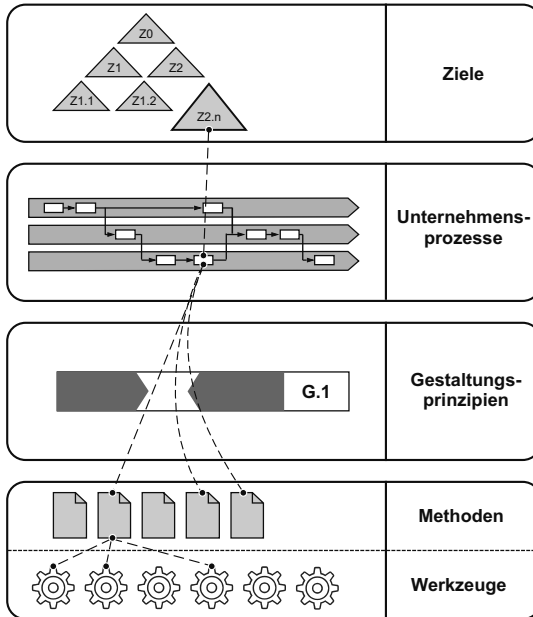 Z0
Z1 Z2
Z1.1 Z1.2
Z2.n
Ziele
Unternehmens-
prozesse
G.1
Gestaltungs-
prinzipien
Methoden
Werkzeuge